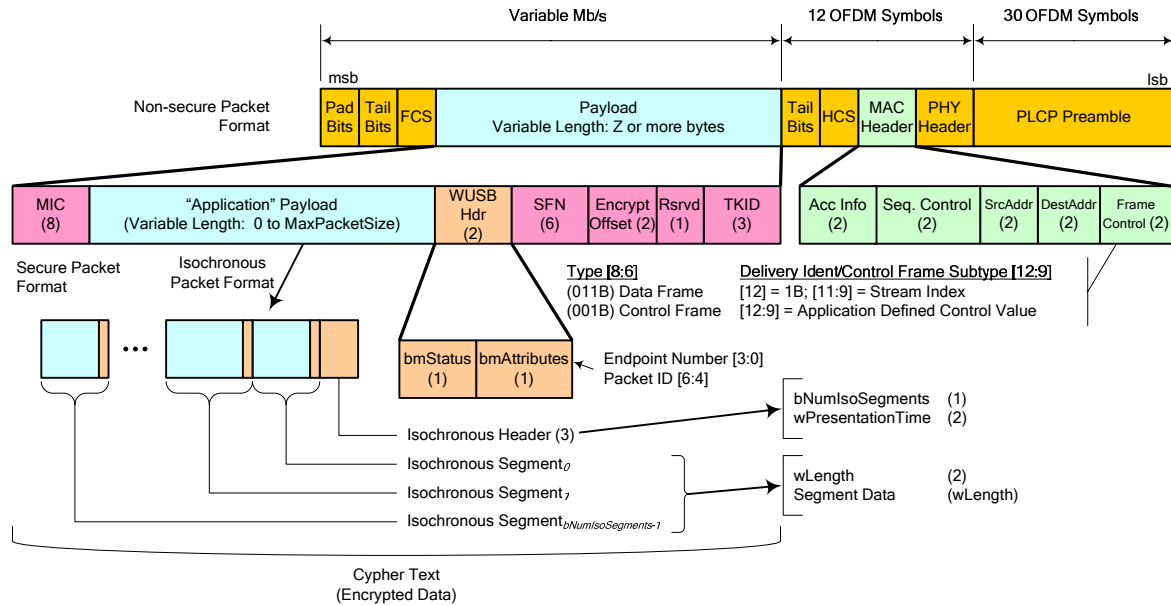 Variable Mb/s
12 OFDM Symbols
30 OFDM Symbols
msb
lsb
Non-secure Packet
Format
Pad
Bits
Tail
Bits
FCS
Payload
Variable Length: Z or more bytes
Tail
Bits
HCS
MAC
Header
PHY
Header
PLCP Preamble
MIC
(8)
“Application” Payload
(Variable Length: 0 to MaxPacketSize)
WUSB
Hdr
(2)
SFN
(6)
Encrypt
Offset (2)
Rsrvd
(1)
TKID
(3)
Acc Info
(2)
Seq. Control
(2)
SrcAddr
(2)
DestAddr
(2)
Frame
Control (2)
Secure Packet
Format
Isochronous
Packet Format
Type [8:6]
(011B) Data Frame
(001B) Control Frame
Delivery Ident/Control Frame Subtype [12:9]
[12] = 1B; [11:9] = Stream Index
[12:9] = Application Defined Control Value
bmStatus
(1)
bmAttributes
(1)
Endpoint Number [3:0]
Packet ID [6:4]
Isochronous Header (3)
Isochronous Segment0
Isochronous Segment1
Isochronous SegmentbNumIsoSegments-1
bNumIsoSegments (1)
wPresentationTime (2)
wLength (2)
Segment Data (wLength)
Cypher Text
(Encrypted Data)